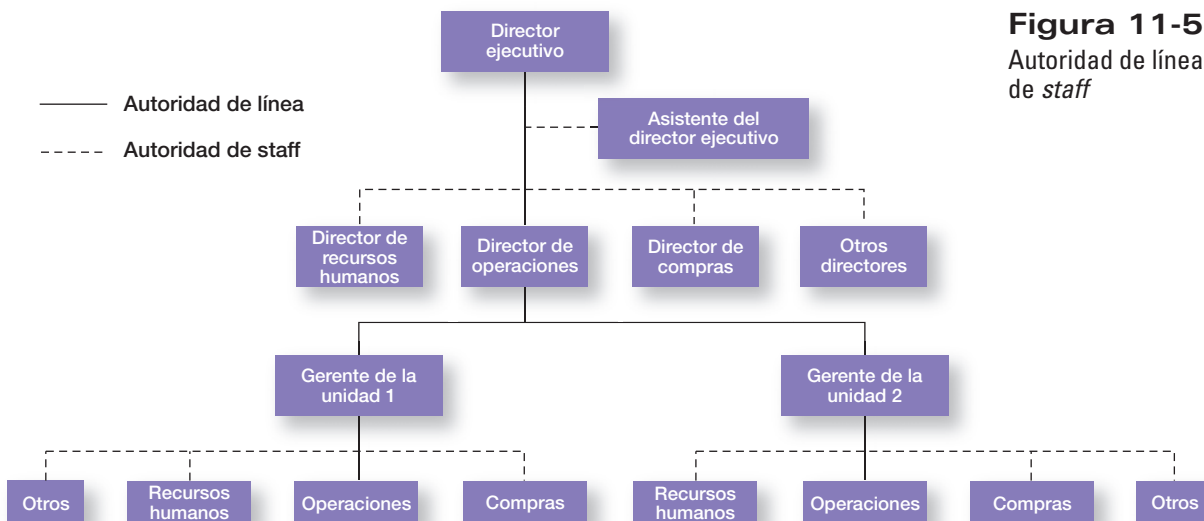 Figura 11-5
Autoridad de línea
de staff
Autoridad de línea
Autoridad de staff
Director
ejecutivo
Asistente del
director ejecutivo
Director de
recursos
humanos
Director de
operaciones
Director de
compras
Otros
directores
Gerente de la
unidad 1
Gerente de la
unidad 2
Otros
Recursos
humanos
Operaciones
Compras
Recursos
humanos
Operaciones
Compras
Otros